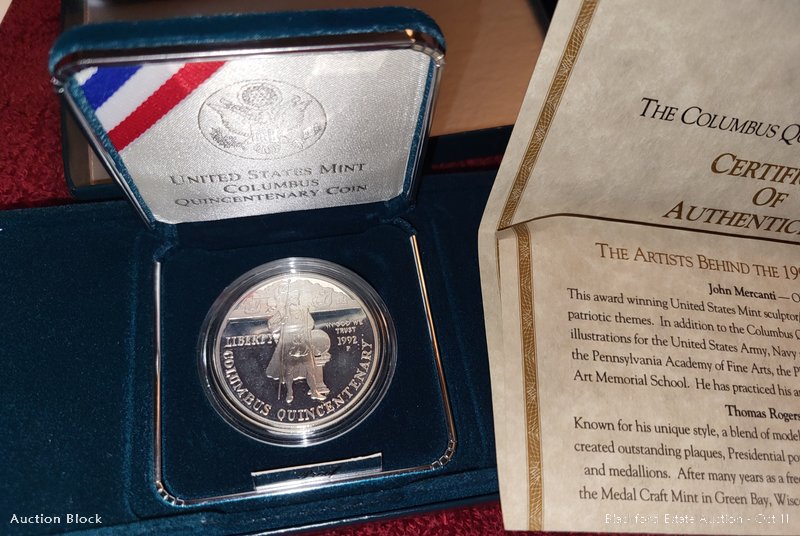 UNITED STATES MINT
COLUMBUS
QUINCENTENARY COIN
LIBERTY
IN GOD WE
TRUST
1992
P
COLUMBUS QUINCENTENARY
THE COLUMBUS
CERTIFI
OF
AUTHENTIC
THE ARTISTS BEHIND THE 19
John Mercanti — O
This award winning United States Mint sculptor/
patriotic themes. In addition to the Columbus Q
illustrations for the United States Army, Navy
the Pennsylvania Academy of Fine Arts, the P
Art Memorial School. He has practiced his a
Thomas Rogers
Known for his unique style, a blend of model
created outstanding plaques, Presidential po
and medallions. After many years as a free
the Medal Craft Mint in Green Bay, Wisc
Auction Block
Blackford Estate Auction - Oct 11